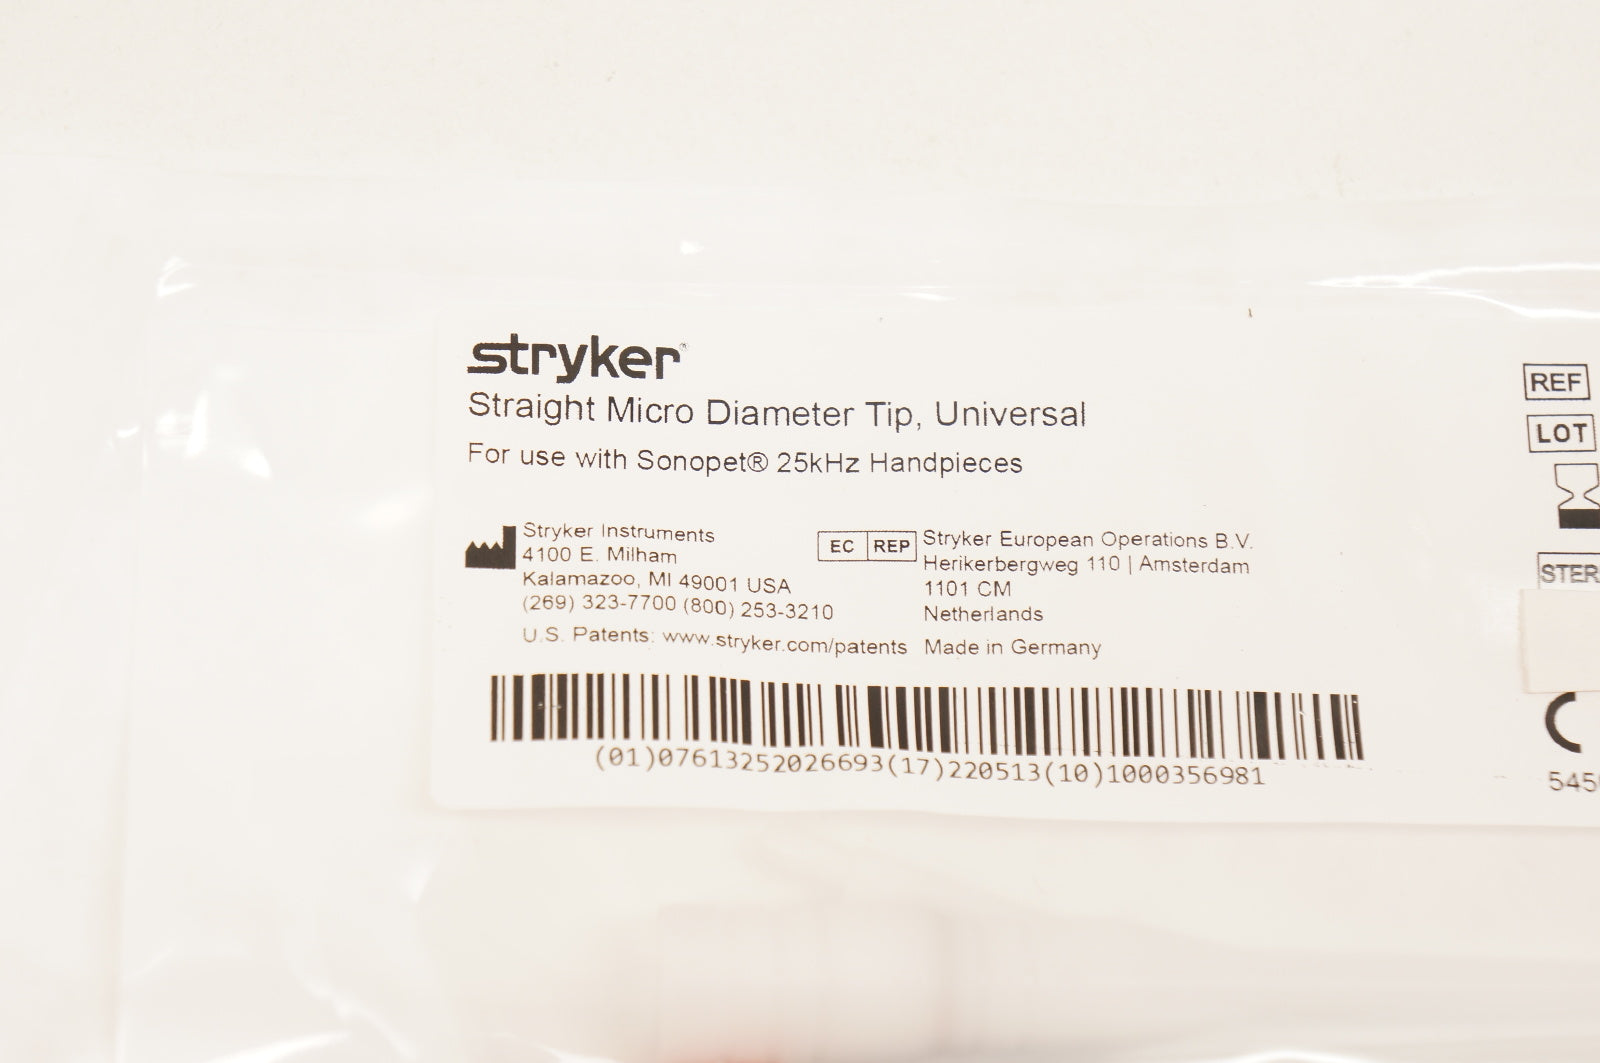 stryker®
Straight Micro Diameter Tip, Universal
For use with Sonopet® 25kHz Handpieces
Stryker Instruments
4100 E. Milham
Kalamazoo, MI 49001 USA
(269) 323-7700 (800) 253-3210
U.S. Patents: www.stryker.com/patents
EC REP
Stryker European Operations B.V.
Herikerbergweg 110 | Amsterdam
1101 CM
Netherlands
Made in Germany
(01)07613252026693(17)220513(10)1000356981
REF
LOT
STER
C
545